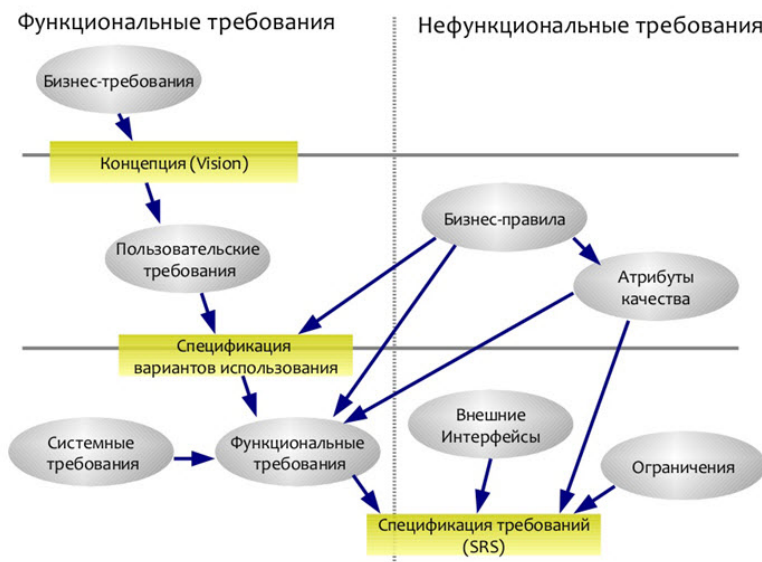 Функциональные требования
Нефункциональные требования
Бизнес-требования
Концепция (Vision)
Бизнес-правила
Пользовательские
требования
Атрибуты
качества
Спецификация
вариантов использования
Внешние
Интерфейсы
Системные
требования
Функциональные
требования
Ограничения
Спецификация требований
(SRS)